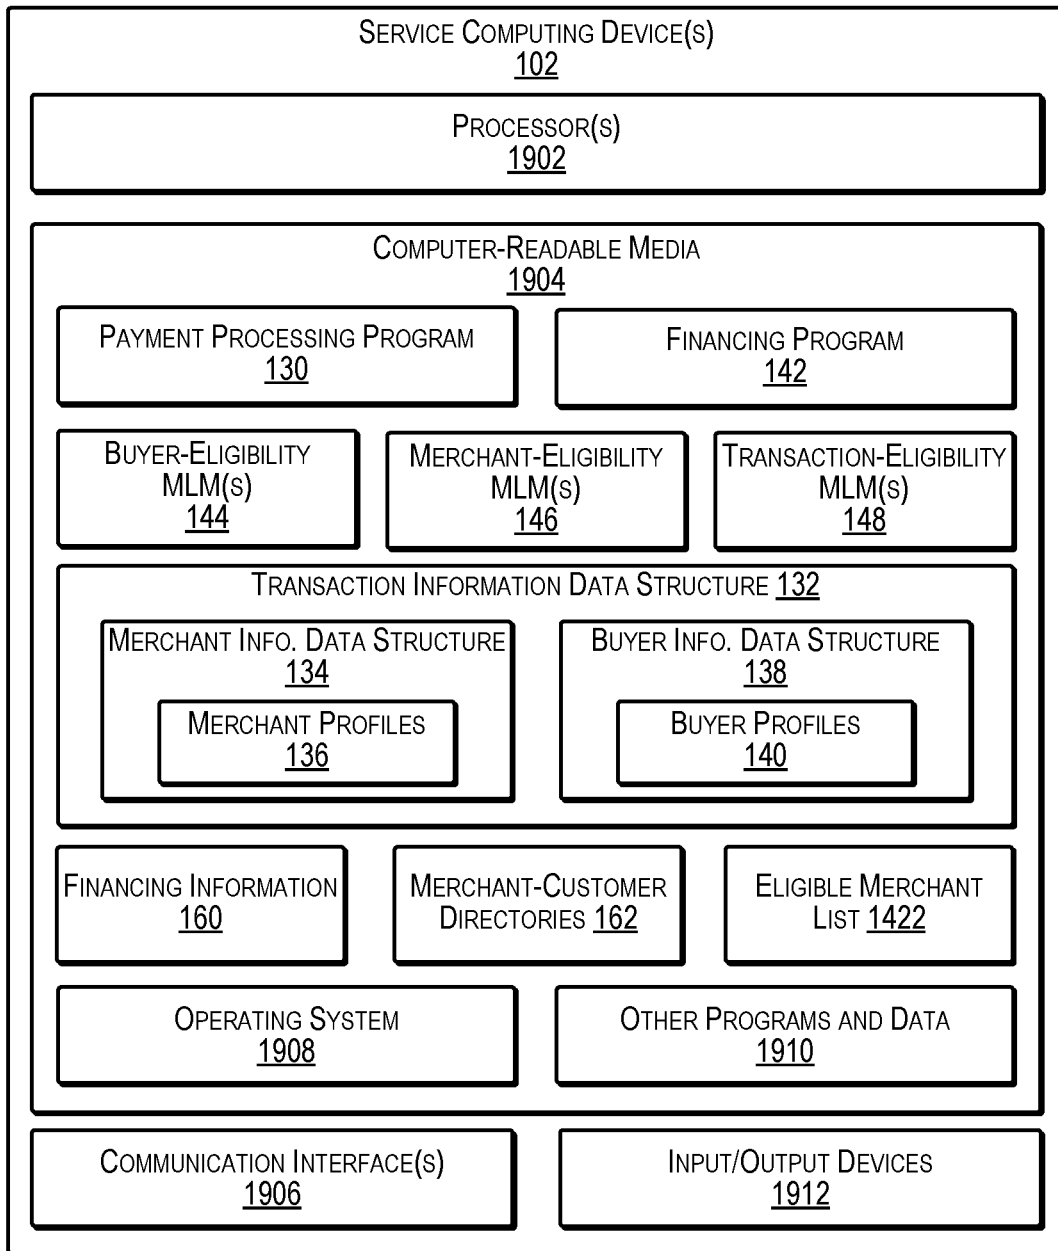 SERVICE COMPUTING DEVICE(S)
102
PROCESSOR(S)
1902
COMPUTER-READABLE MEDIA
1904
PAYMENT PROCESSING PROGRAM
130
FINANCING PROGRAM
142
BUYER-ELIGIBILITY
MLM(S)
144
MERCHANT-ELIGIBILITY
MLM(S)
146
TRANSACTION-ELIGIBILITY
MLM(S)
148
TRANSACTION INFORMATION DATA STRUCTURE 132
MERCHANT INFO. DATA STRUCTURE
134
MERCHANT PROFILES
136
BUYER INFO. DATA STRUCTURE
138
BUYER PROFILES
140
FINANCING INFORMATION
160
MERCHANT-CUSTOMER
DIRECTORIES 162
ELIGIBLE MERCHANT
LIST 1422
OPERATING SYSTEM
1908
OTHER PROGRAMS AND DATA
1910
COMMUNICATION INTERFACE(S)
1906
INPUT/OUTPUT DEVICES
1912